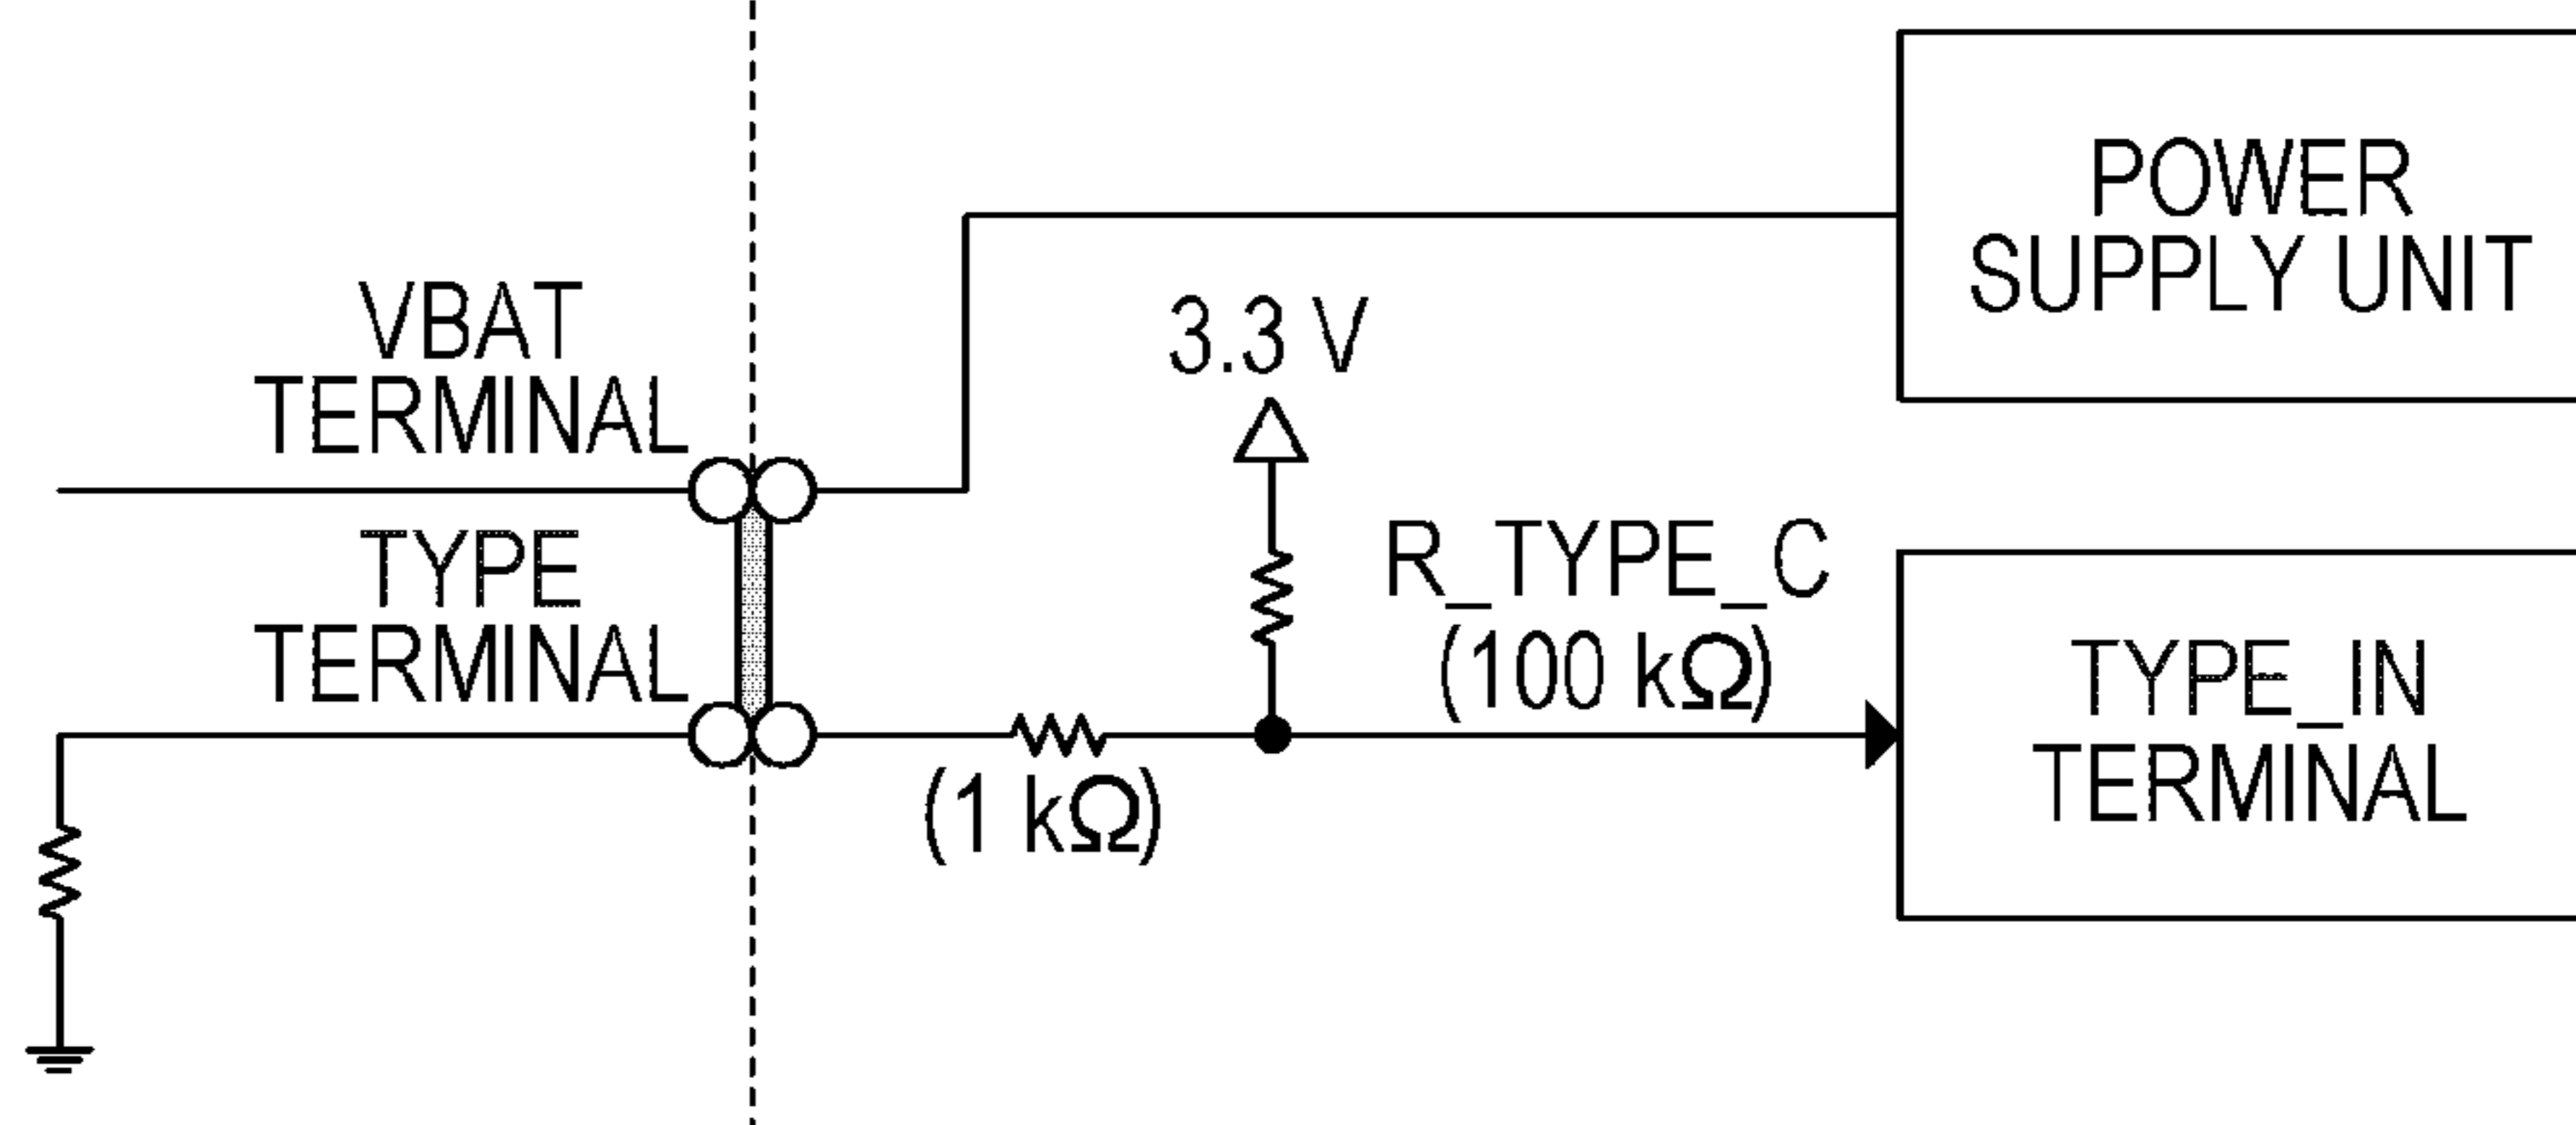 POWER
SUPPLY UNIT
VBAT
TERMINAL
3.3 V
TYPE
TERMINAL
R_TYPE_C
(100 kΩ)
TYPE_IN
TERMINAL
(1 kΩ)